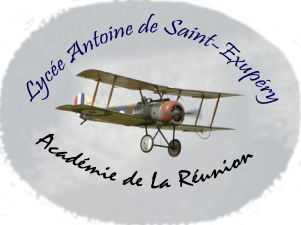 Lycée Antoine de Saint-Exupéry
Académie de La Réunion